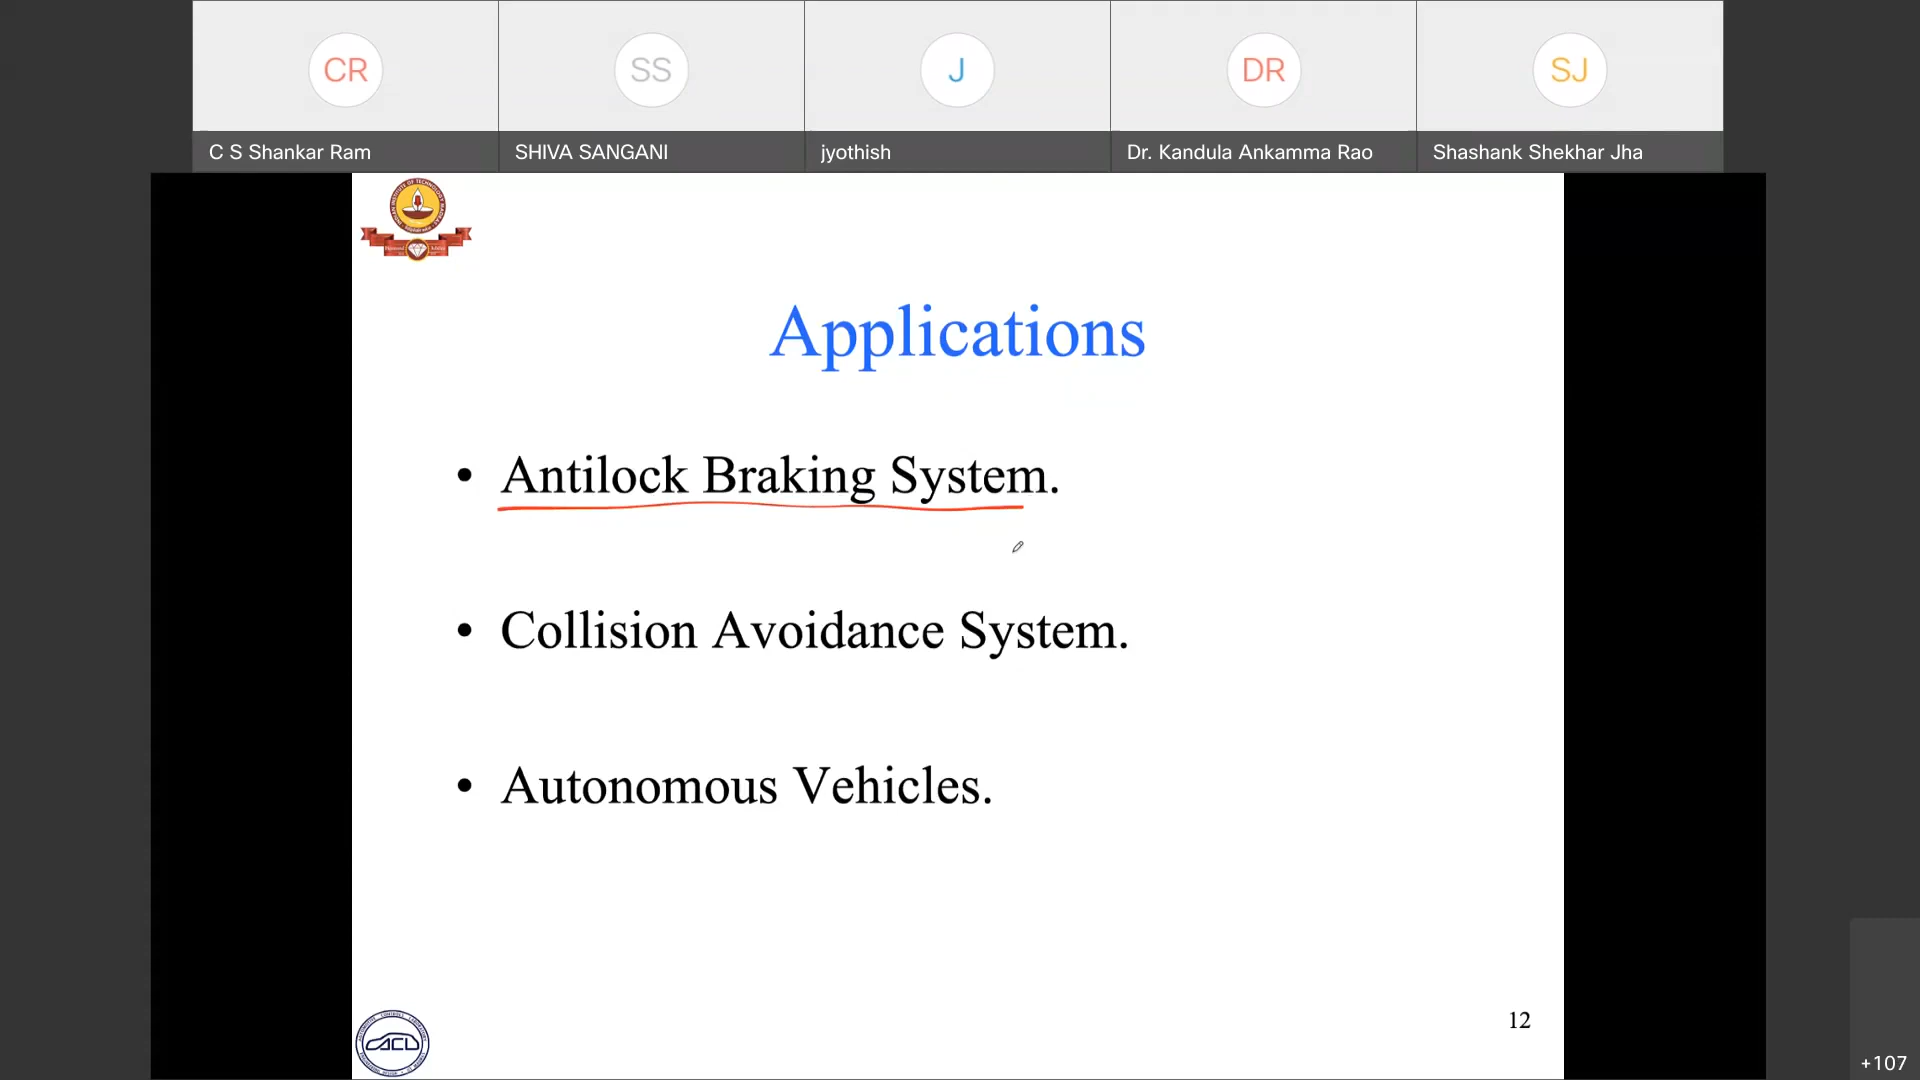 CR
SS
J
DR
SJ
C S Shankar Ram
SHIVA SANGANI
jyothish
Dr. Kandula Ankamma Rao
Shashank Shekhar Jha
Applications
• Antilock Braking System.
• Collision Avoidance System.
• Autonomous Vehicles.
12
ACL
+107